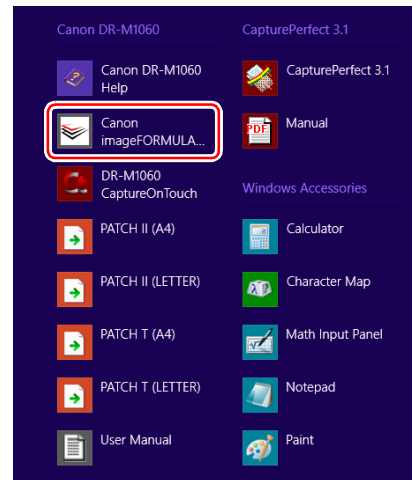 Canon DR-M1060
Canon DR-M1060
Help
Canon
imageFORMULA...
DR-M1060
CaptureOnTouch
PATCH II (A4)
PATCH II (LETTER)
PATCH T (A4)
PATCH T (LETTER)
User Manual
CapturePerfect 3.1
CapturePerfect 3.1
PDF
Manual
Windows Accessories
Calculator
Character Map
Math Input Panel
Notepad
Paint